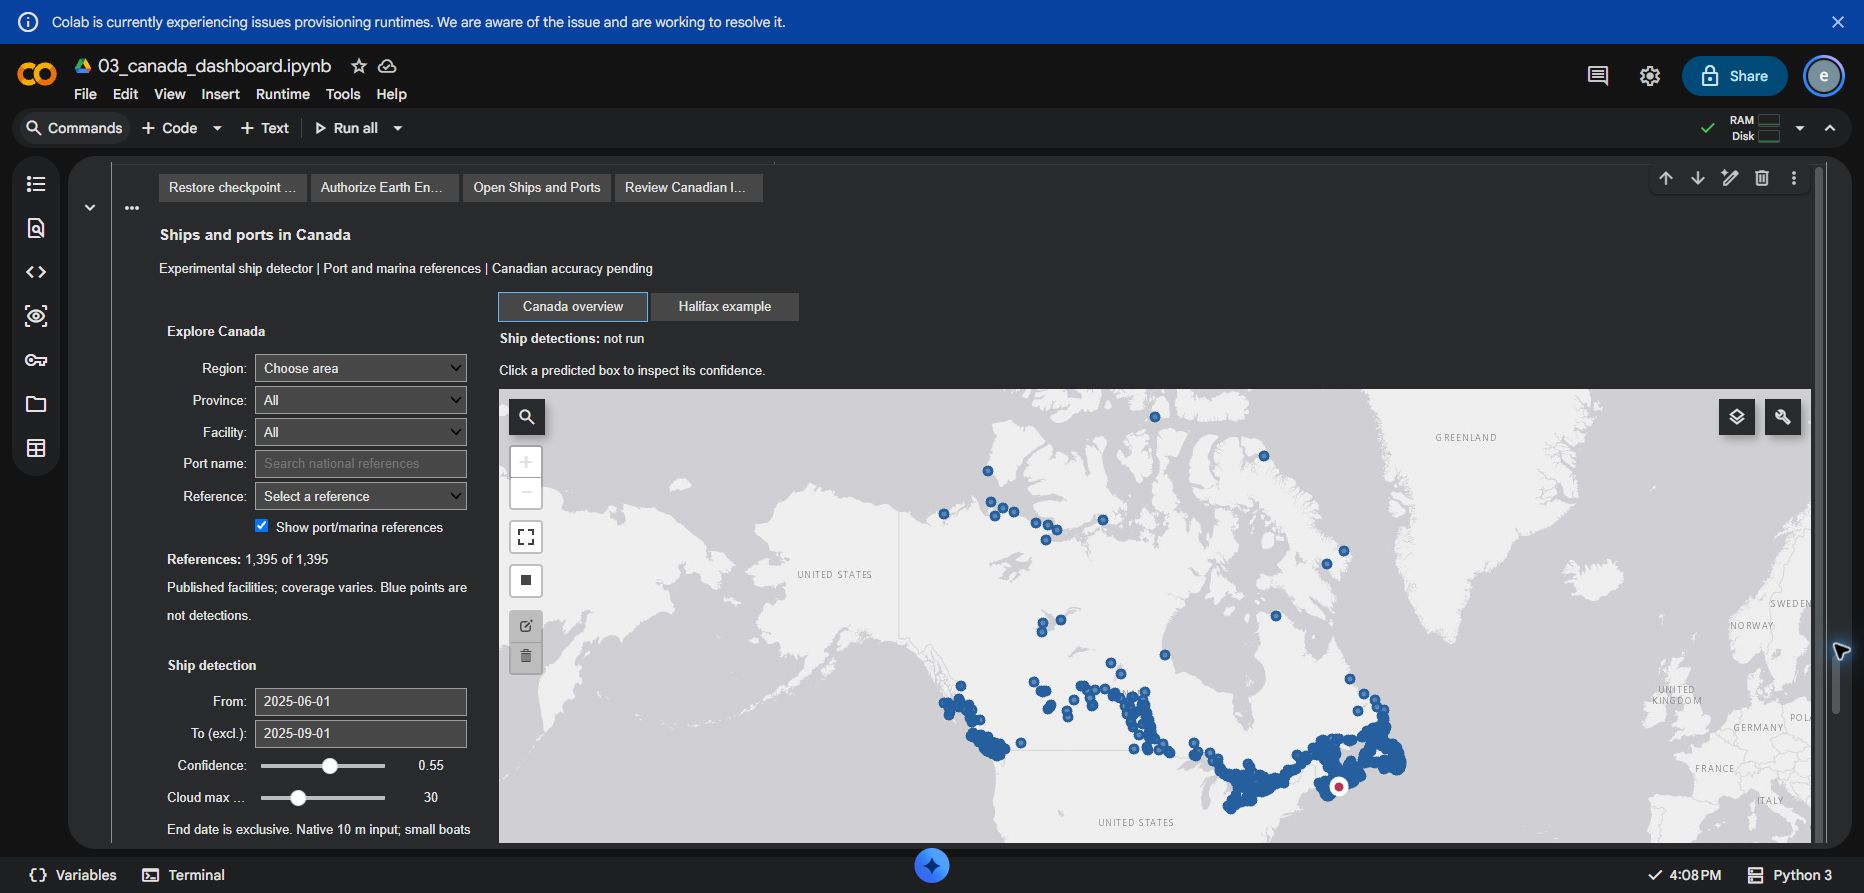 Colab is currently experiencing issues provisioning runtimes. We are aware of the issue and are working to resolve it.
03_canada_dashboard.ipynb
File Edit View Insert Runtime Tools Help
Share
e
Commands + Code + Text Run all
RAM
Disk
Restore checkpoint ... Authorize Earth En... Open Ships and Ports Review Canadian I...
Ships and ports in Canada
Experimental ship detector | Port and marina references | Canadian accuracy pending
Canada overview Halifax example
Explore Canada
Ship detections: not run
Region: Choose area
Click a predicted box to inspect its confidence.
Province: All
Facility: All
Port name: Search national references
Reference: Select a reference
Show port/marina references
References: 1,395 of 1,395
Published facilities; coverage varies. Blue points are
not detections.
Ship detection
From: 2025-06-01
To (excl.): 2025-09-01
Confidence: 0.55
Cloud max ... 30
End date is exclusive. Native 10 m input; small boats
GREENLAND
UNITED STATES
SWEDEN
NORWAY
UNITED
KINGDOM
GERMANY
FRANCE
ITALY
UNITED STATES
Variables Terminal
4:08 PM Python 3